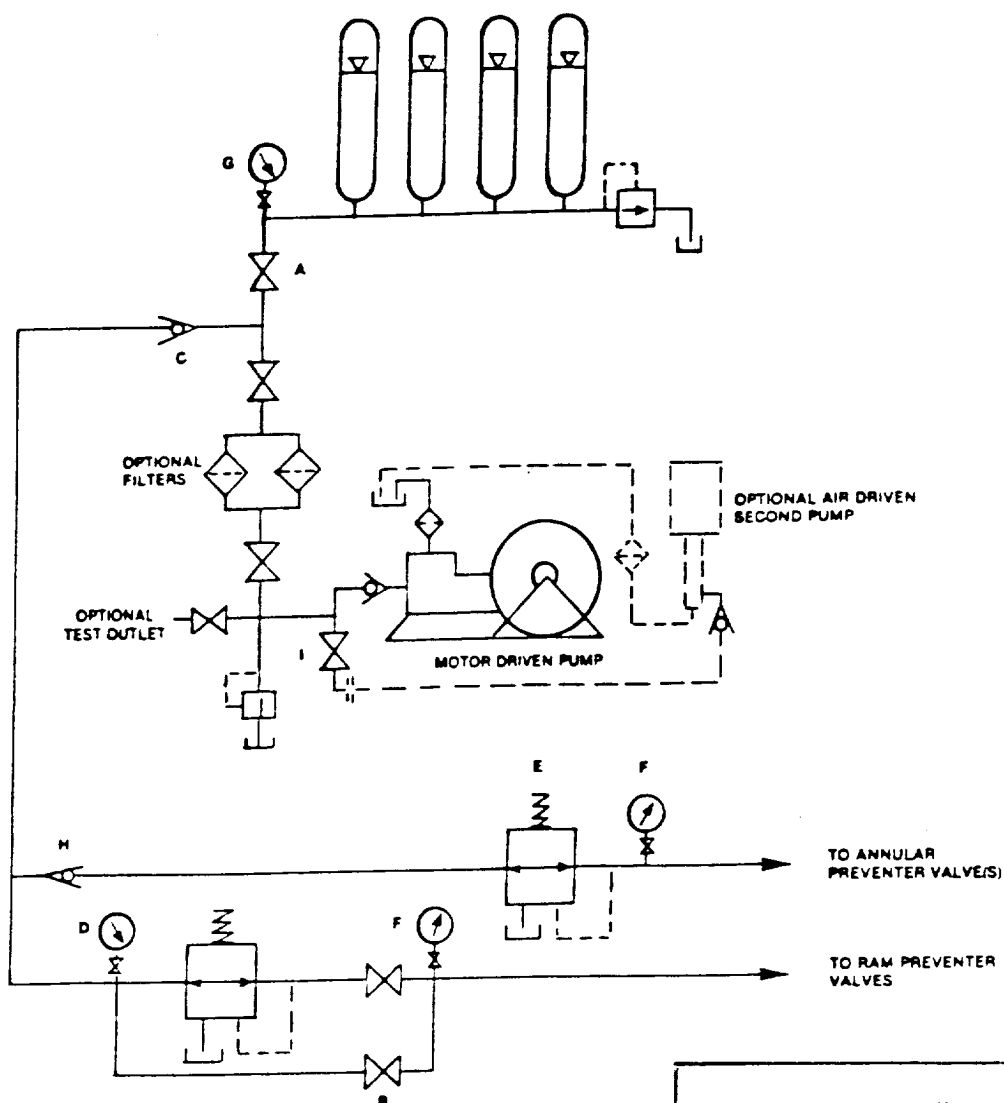 G
A
C
OPTIONAL
FILTERS
OPTIONAL AIR DRIVEN
SECOND PUMP
OPTIONAL
TEST OUTLET
I
MOTOR DRIVEN PUMP
E
F
H
TO ANNULAR
PREVENTER VALVE(S)
D
F
TO RAM PREVENTER
VALVES